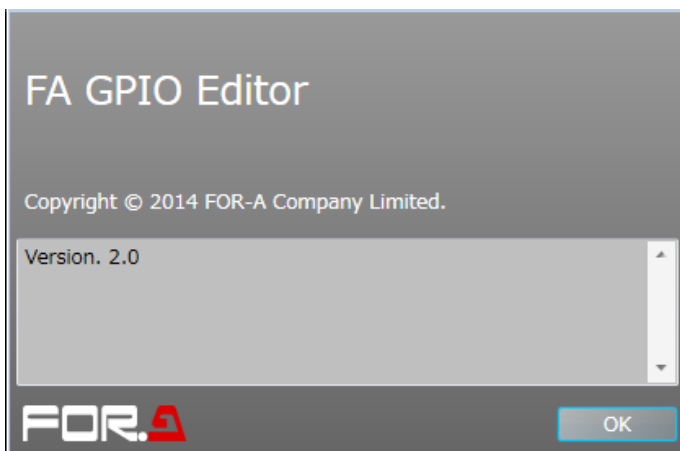 FA GPIO Editor
Copyright © 2014 FOR-A Company Limited.
Version. 2.0
FOR.A
OK